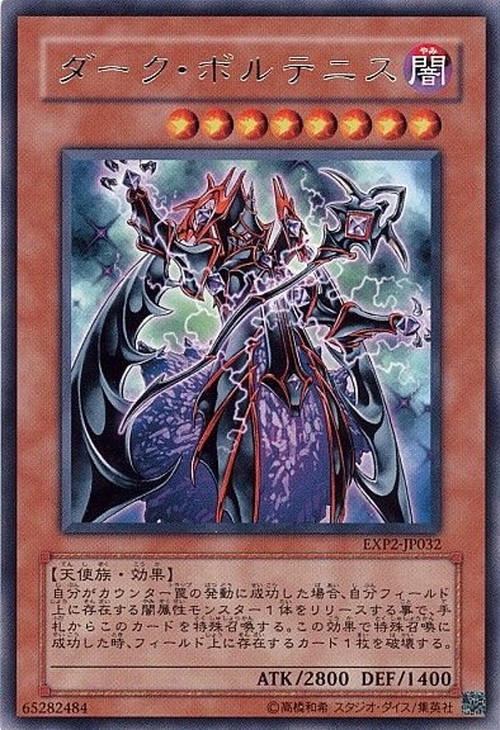 ダーク・ボルテニス
やみ
闇
EXP2-JP032
【天使族・効果】
自分がカウンター罠の発動に成功した場合、自分フィールド
上に存在する闇属性モンスター1体をリリースする事で、手
札からこのカードを特殊召喚する。この効果で特殊召喚に
成功した時、フィールド上に存在するカード1枚を破壊する。
ATK/2800 DEF/1400
65282484
©高橋和希 スタジオ・ダイス/集英社